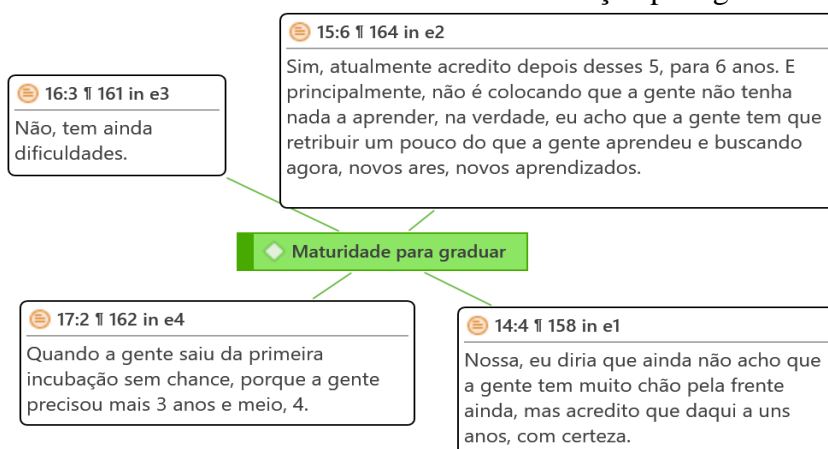 15:6 ¶ 164 in e2
Sim, atualmente acredito depois desses 5, para 6 anos. E
principalmente, não é colocando que a gente não tenha
nada a aprender, na verdade, eu acho que a gente tem que
retribuir um pouco do que a gente aprendeu e buscando
agora, novos ares, novos aprendizados.
16:3 ¶ 161 in e3
Não, tem ainda
dificuldades.
Maturidade para graduar
17:2 ¶ 162 in e4
Quando a gente saiu da primeira
incubação sem chance, porque a gente
precisou mais 3 anos e meio, 4.
14:4 ¶ 158 in e1
Nossa, eu diria que ainda não acho que
a gente tem muito chão pela frente
ainda, mas acredito que daqui a uns
anos, com certeza.